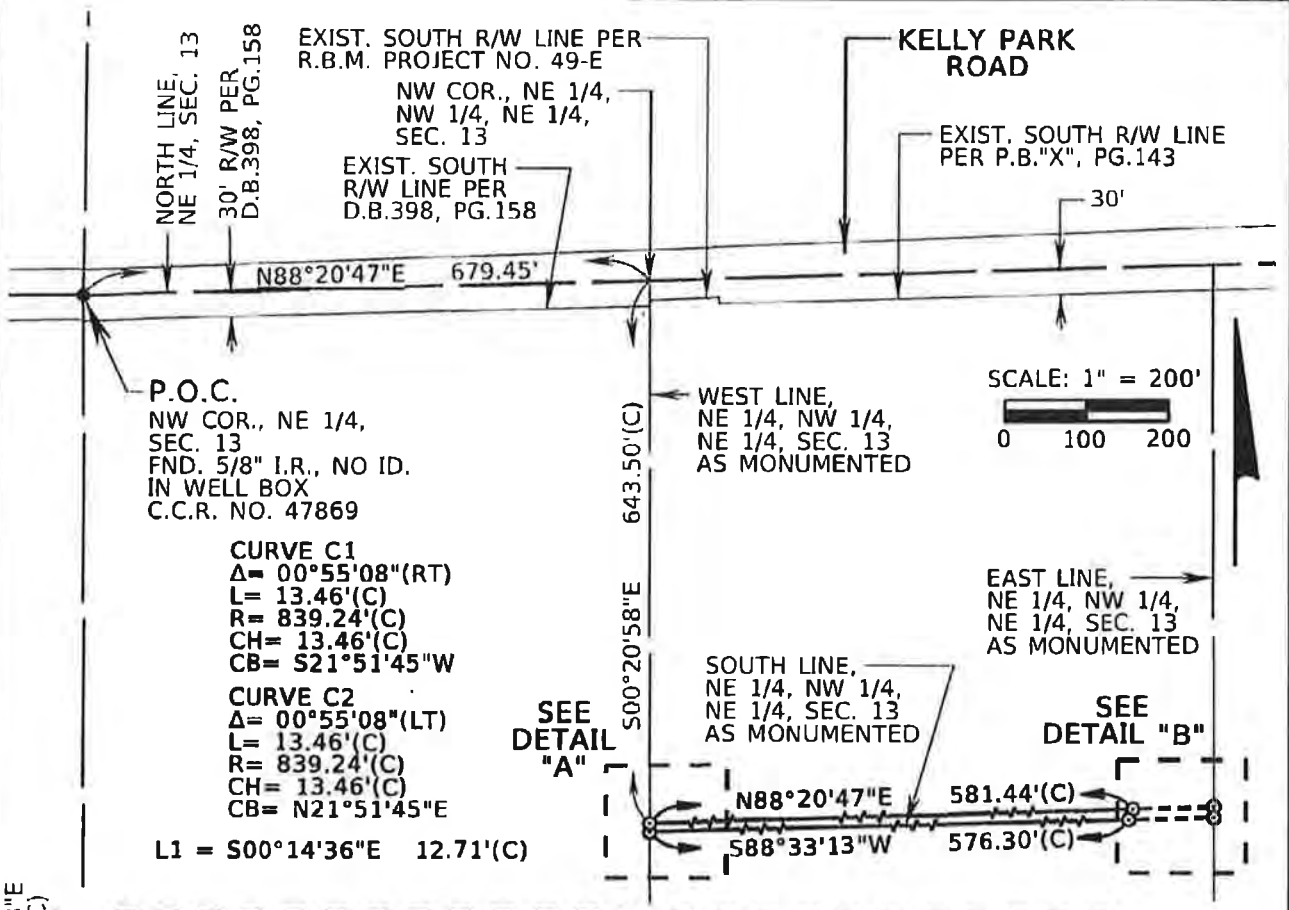 NORTH LINE,
NE 1/4, SEC. 13
30' R/W PER
D.B.398, PG.158
EXIST. SOUTH R/W LINE PER
R.B.M. PROJECT NO. 49-E
NW COR., NE 1/4,
NW 1/4, NE 1/4,
SEC. 13
EXIST. SOUTH
R/W LINE PER
D.B.398, PG.158
KELLY PARK
ROAD
EXIST. SOUTH R/W LINE
PER P.B."X", PG.143
30'
N88°20'47"E 679.45'
P.O.C.
NW COR., NE 1/4,
SEC. 13
FND. 5/8" I.R., NO ID.
IN WELL BOX
C.C.R. NO. 47869
WEST LINE,
NE 1/4, NW 1/4,
NE 1/4, SEC. 13
AS MONUMENTED
SCALE: 1" = 200'
0 100 200
S00°20'58"E 643.50'(C)
CURVE C1
Δ= 00°55'08"(RT)
L= 13.46'(C)
R= 839.24'(C)
CH= 13.46'(C)
CB= S21°51'45"W
CURVE C2
Δ= 00°55'08"(LT)
L= 13.46'(C)
R= 839.24'(C)
CH= 13.46'(C)
CB= N21°51'45"E
L1 = S00°14'36"E 12.71'(C)
EAST LINE,
NE 1/4, NW 1/4,
NE 1/4, SEC. 13
AS MONUMENTED
SOUTH LINE,
NE 1/4, NW 1/4,
NE 1/4, SEC. 13
AS MONUMENTED
SEE
DETAIL
"A"
SEE
DETAIL "B"
N88°20'47"E 581.44'(C)
S88°33'13"W 576.30'(C)